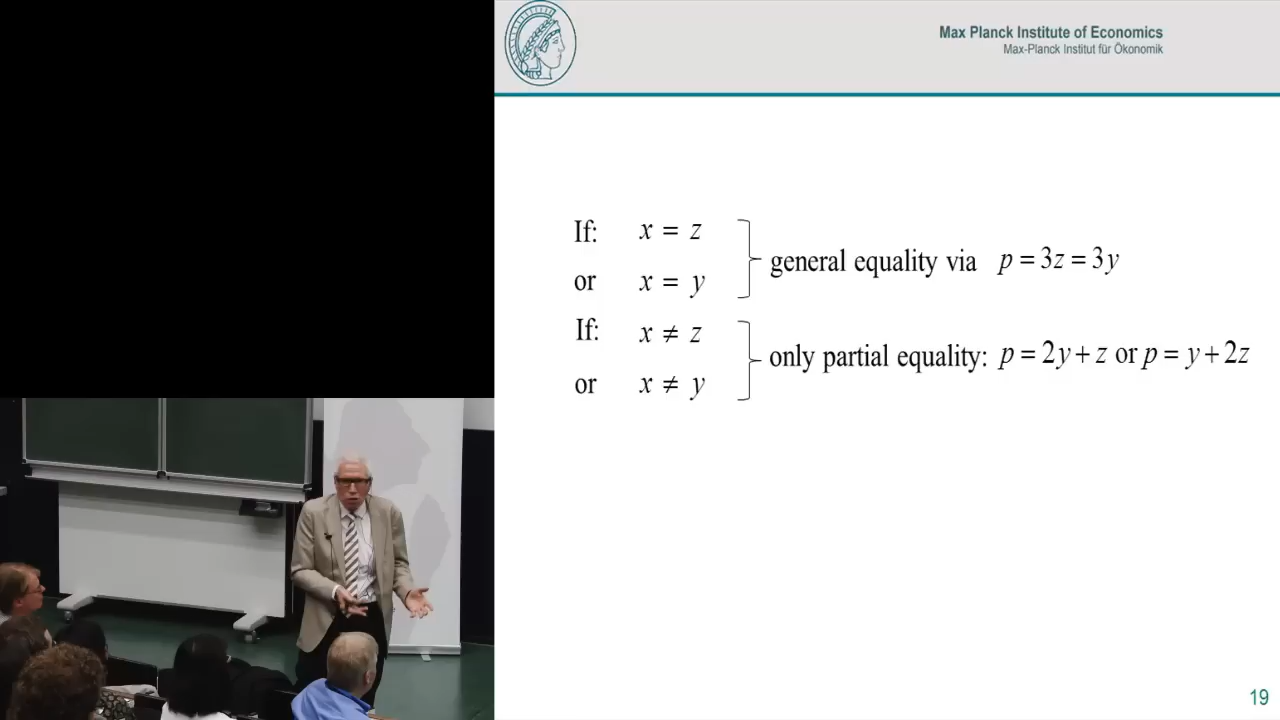 Max Planck Institute of Economics
Max-Planck Institut für Ökonomik
If: x = z
or x = y
general equality via p = 3z = 3y
If: x ≠ z
or x ≠ y
only partial equality: p = 2y + z or p = y + 2z
19